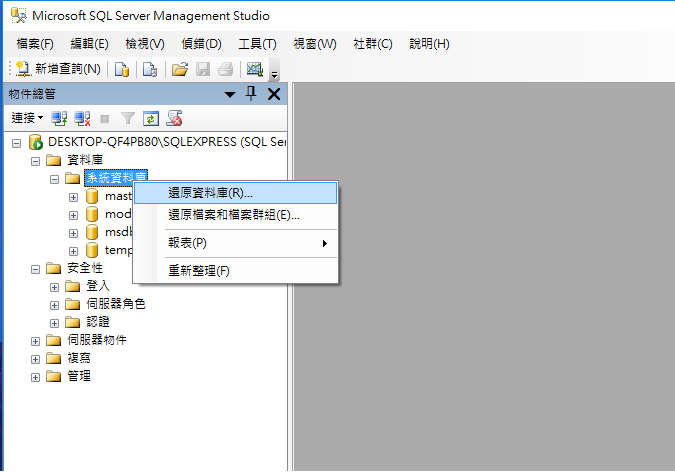 Microsoft SQL Server Management Studio
檔案(F) 編輯(E) 檢視(V) 偵錯(D) 工具(T) 視窗(W) 社群(C) 說明(H)
新增查詢(N)
物件總管
連接
DESKTOP-QF4PB80\SQLEXPRESS (SQL Ser
資料庫
系統資料庫
mast
mod
msdb
temp
還原資料庫(R)...
還原檔案和檔案群組(E)...
報表(P)
重新整理(F)
安全性
登入
伺服器角色
認證
伺服器物件
複寫
管理